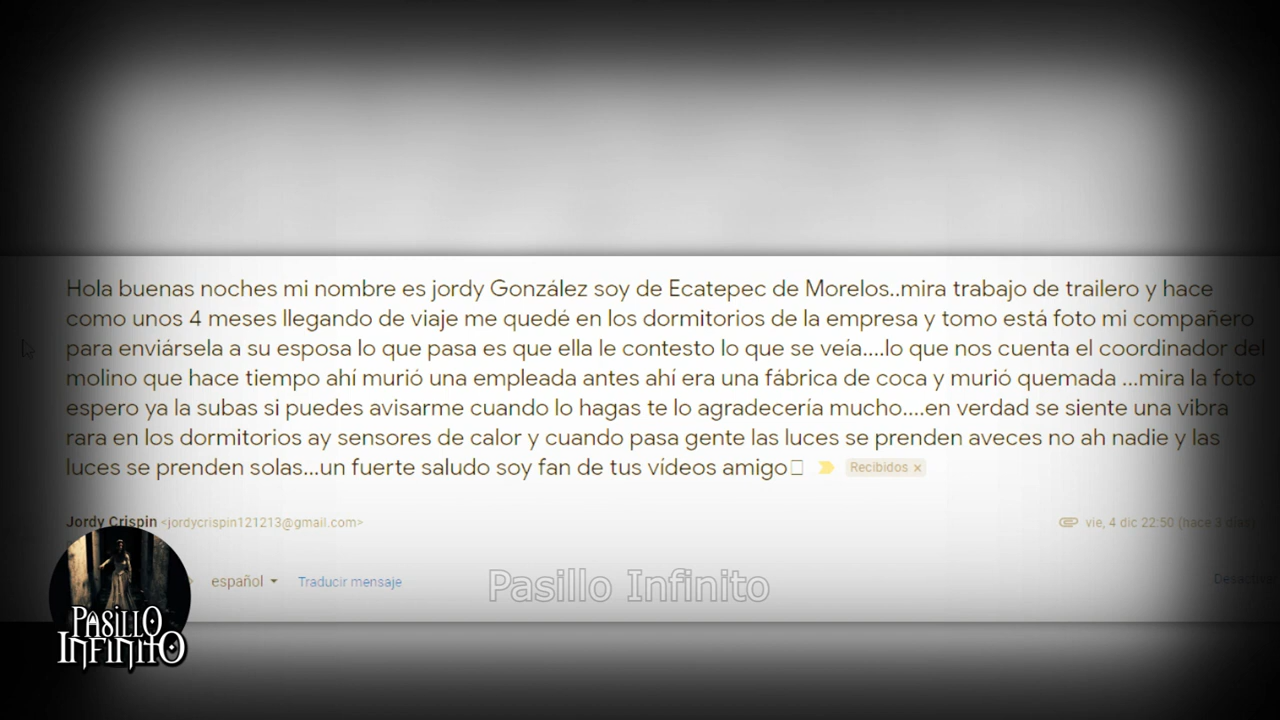 Hola buenas noches mi nombre es jordy González soy de Ecatepec de Morelos..mira trabajo de trailero y hace
como unos 4 meses llegando de viaje me quedé en los dormitorios de la empresa y tomo está foto mi compañero
para enviársela a su esposa lo que pasa es que ella le contesto lo que se veía....lo que nos cuenta el coordinador del
molino que hace tiempo ahí murió una empleada antes ahí era una fábrica de coca y murió quemada ...mira la foto
espero ya la subas si puedes avisarme cuando lo hagas te lo agradecería mucho....en verdad se siente una vibra
rara en los dormitorios ay sensores de calor y cuando pasa gente las luces se prenden aveces no ah nadie y las
luces se prenden solas...un fuerte saludo soy fan de tus vídeos amigo Recibidos ×
Jordy Crispin <jordycrispin121213@gmail.com> vie, 4 dic 22:50 (hace 3 días)
español Traducir mensaje
Pasillo Infinito
PASILLO
INFINITO